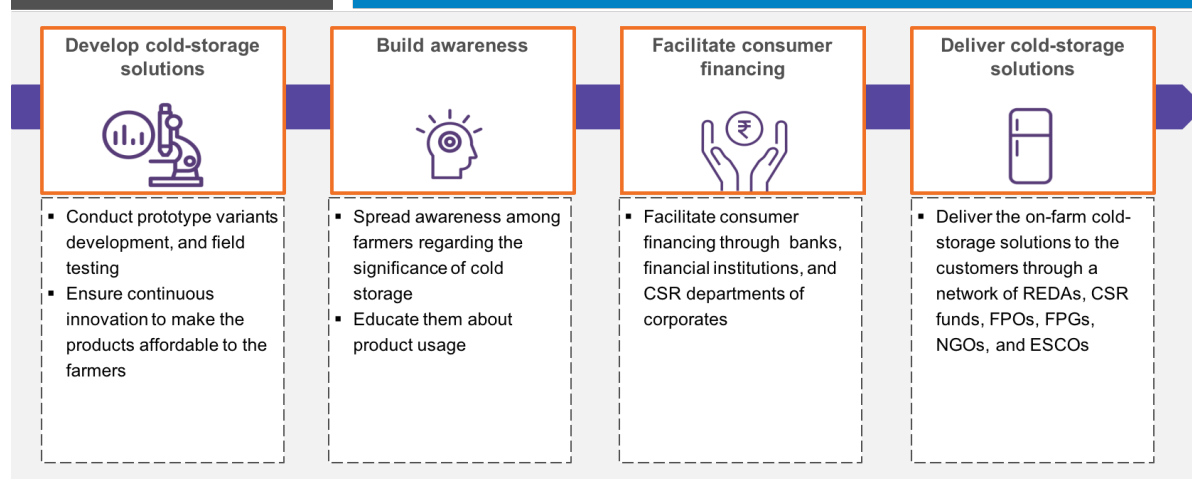 Develop cold-storage
solutions
Build awareness
Facilitate consumer
financing
₹
Deliver cold-storage
solutions
▪ Conduct prototype variants
development, and field
testing
▪ Ensure continuous
innovation to make the
products affordable to the
farmers
▪ Spread awareness among
farmers regarding the
significance of cold
storage
▪ Educate them about
product usage
▪ Facilitate consumer
financing through banks,
financial institutions, and
CSR departments of
corporates
▪ Deliver the on-farm cold-
storage solutions to the
customers through a
network of REDAs, CSR
funds, FPOs, FPGs,
NGOs, and ESCOs